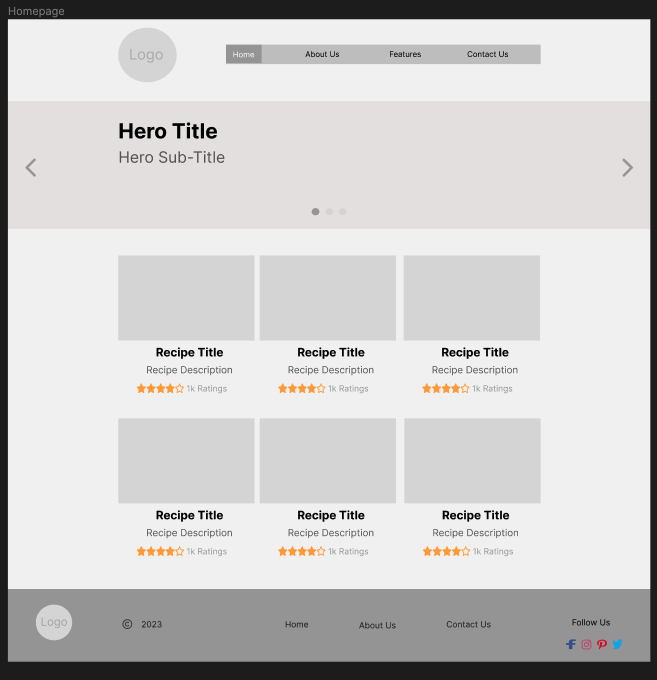 Homepage
Logo
Home About Us Features Contact Us
Hero Title
Hero Sub-Title
Recipe Title Recipe Title Recipe Title
Recipe Description Recipe Description Recipe Description
1k Ratings 1k Ratings 1k Ratings
Recipe Title Recipe Title Recipe Title
Recipe Description Recipe Description Recipe Description
1k Ratings 1k Ratings 1k Ratings
Logo © 2023 Home About Us Contact Us Follow Us